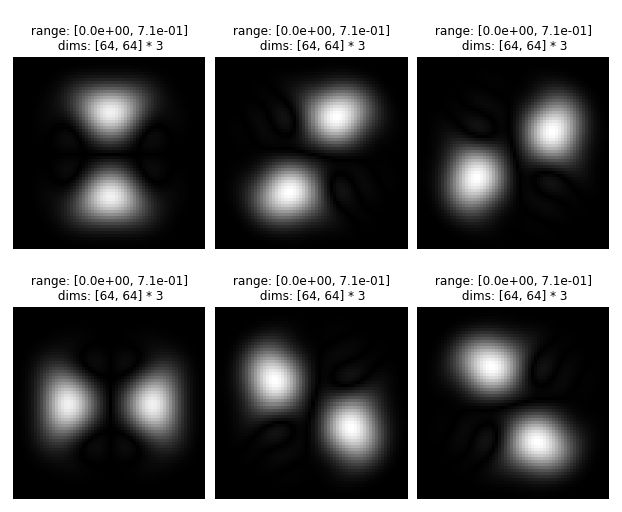 range: [0.0e+00, 7.1e-01]
dims: [64, 64] * 3
range: [0.0e+00, 7.1e-01]
dims: [64, 64] * 3
range: [0.0e+00, 7.1e-01]
dims: [64, 64] * 3
range: [0.0e+00, 7.1e-01]
dims: [64, 64] * 3
range: [0.0e+00, 7.1e-01]
dims: [64, 64] * 3
range: [0.0e+00, 7.1e-01]
dims: [64, 64] * 3